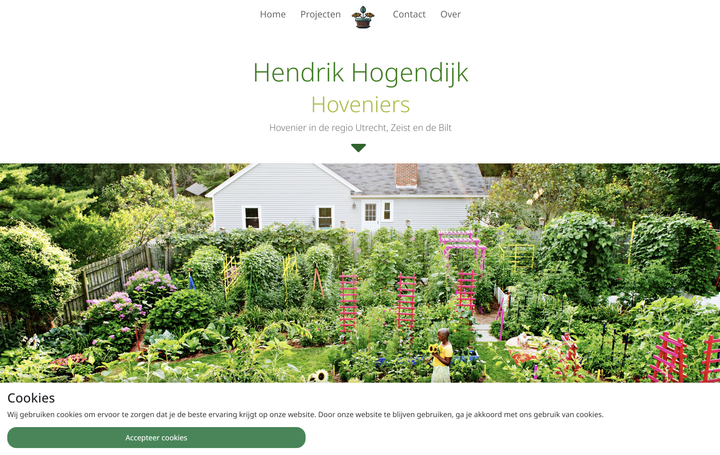 Home Projecten Contact Over
Hendrik Hogendijk
Hoveniers
Hovenier in de regio Utrecht, Zeist en de Bilt
Cookies
Wij gebruiken cookies om ervoor te zorgen dat je de beste ervaring krijgt op onze website. Door onze website te blijven gebruiken, ga je akkoord met ons gebruik van cookies.
Accepteer cookies